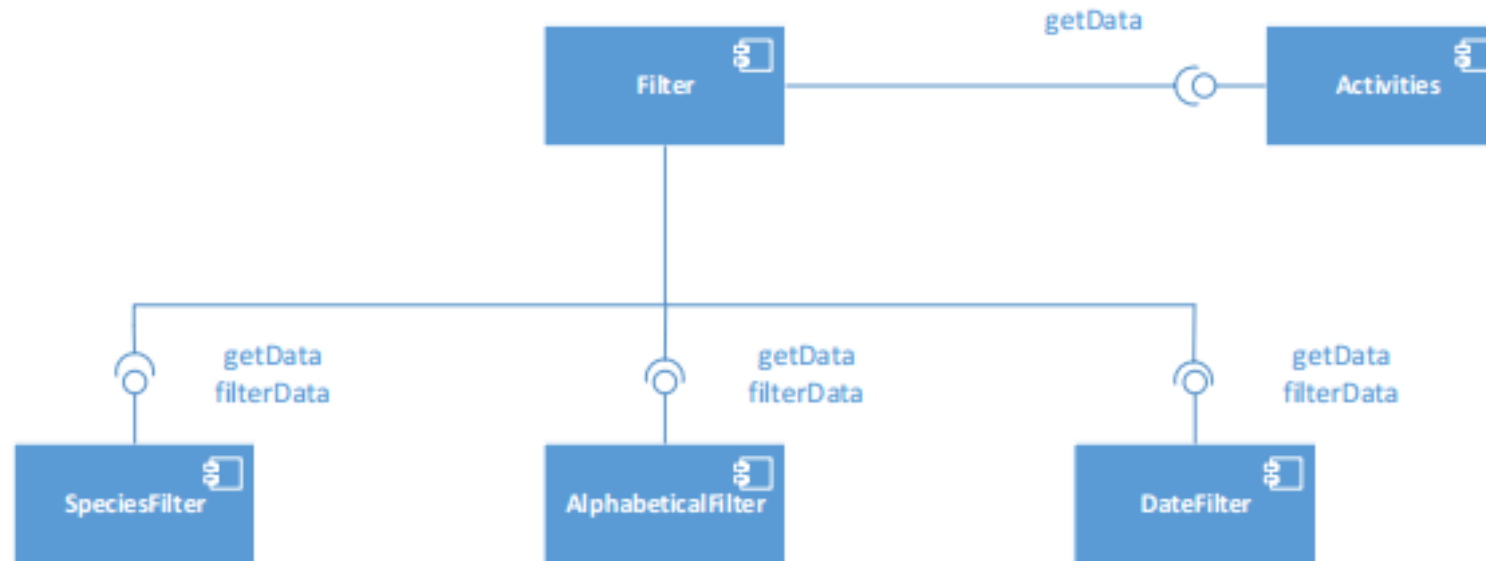 getData
Filter
Activities
getData
filterData
getData
filterData
getData
filterData
SpeciesFilter
AlphabeticalFilter
DateFilter